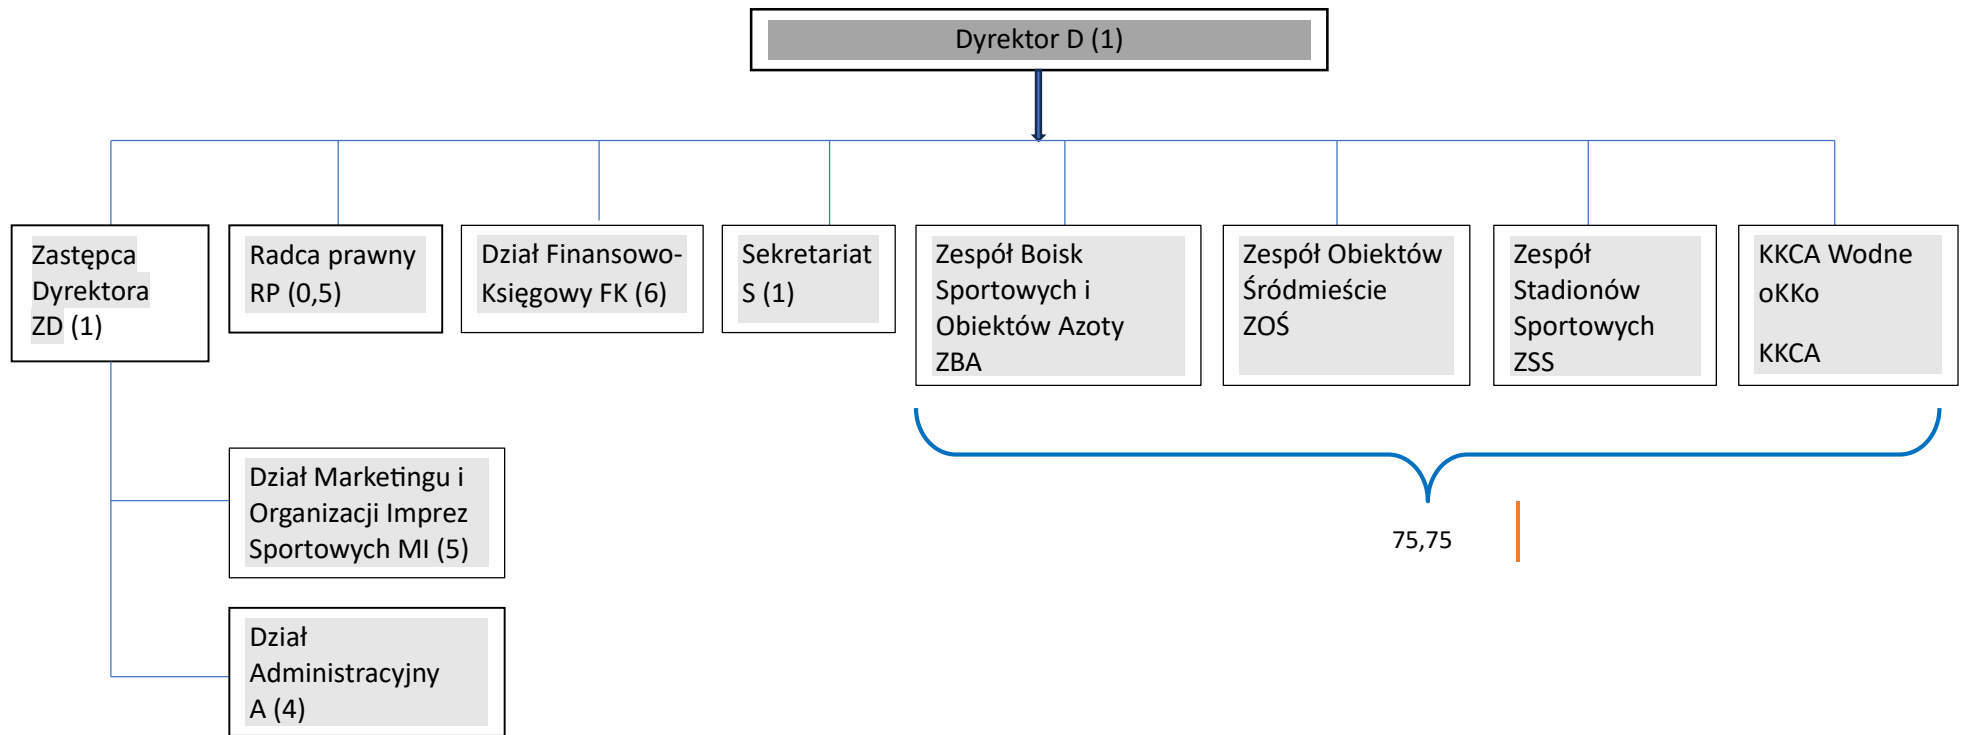 Dyrektor D (1)
Zastępca
Dyrektora
ZD (1)
Radca prawny
RP (0,5)
Dział Finansowo-
Księgowy FK (6)
Sekretariat
S (1)
Zespół Boisk
Sportowych i
Obiektów Azoty
ZBA
Zespół Obiektów
Śródmieście
ZOŚ
Zespół
Stadionów
Sportowych
ZSS
KKCA Wodne
oKKo
KKCA
Dział Marketingu i
Organizacji Imprez
Sportowych MI (5)
75,75
Dział
Administracyjny
A (4)